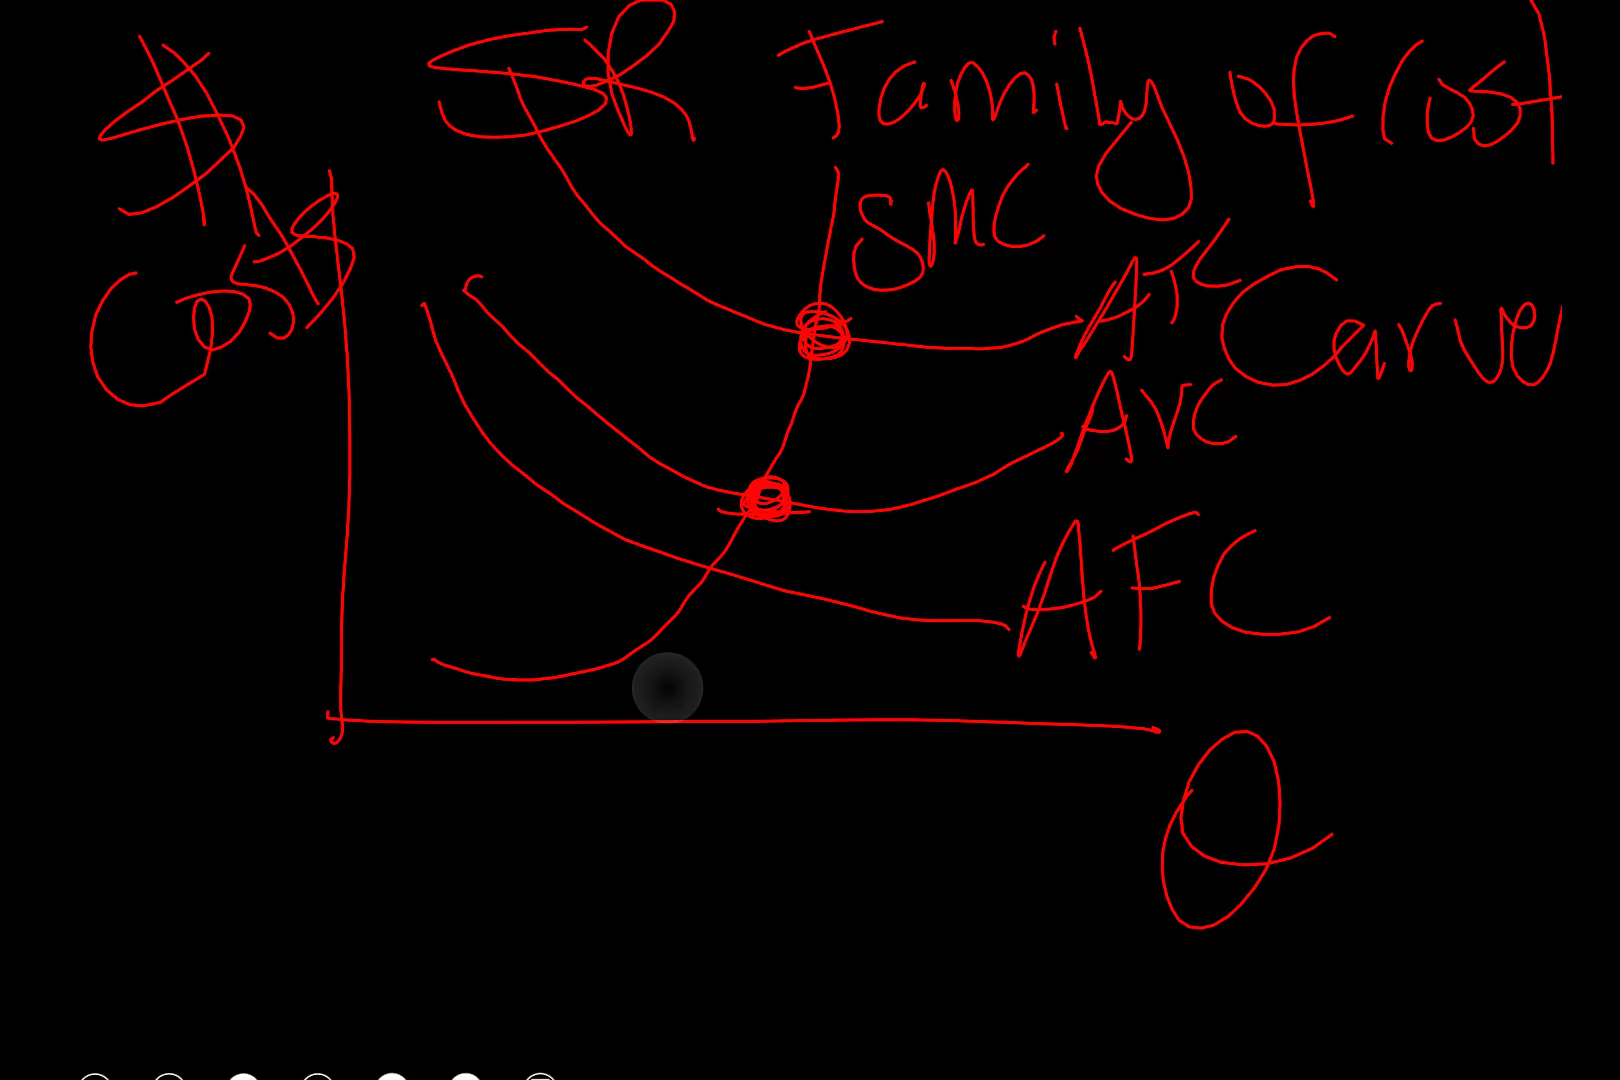 $ SR Family of Cost
Costs
SMC
ATC
Curve
AVC
AFC
Q